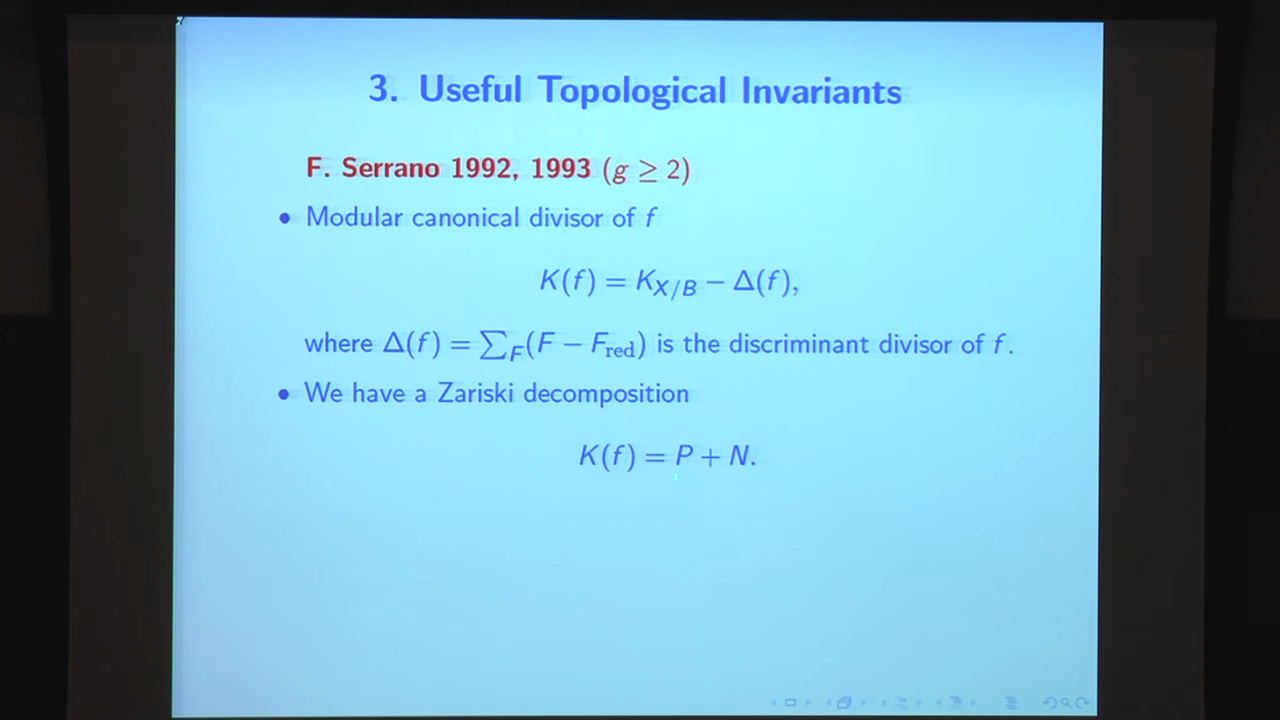 3. Useful Topological Invariants
F. Serrano 1992, 1993 (g ≥ 2)
• Modular canonical divisor of f
K(f) = K_{X/B} − Δ(f),
where Δ(f) = ∑_F(F − F_red) is the discriminant divisor of f.
• We have a Zariski decomposition
K(f) = P + N.